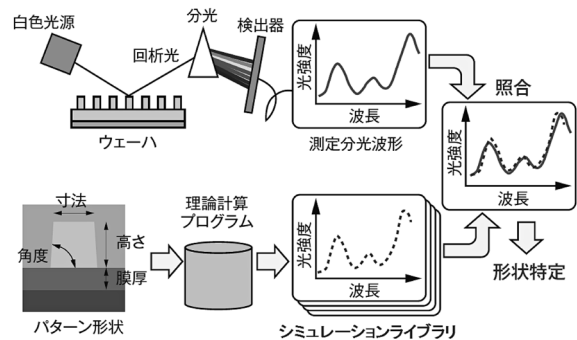 白色光源
分光
検出器
回析光
ウェーハ
光強度
波長
測定分光波形
照合
光強度
波長
形状特定
寸法
高さ
角度
膜厚
パターン形状
理論計算
プログラム
光強度
波長
シミュレーションライブラリ